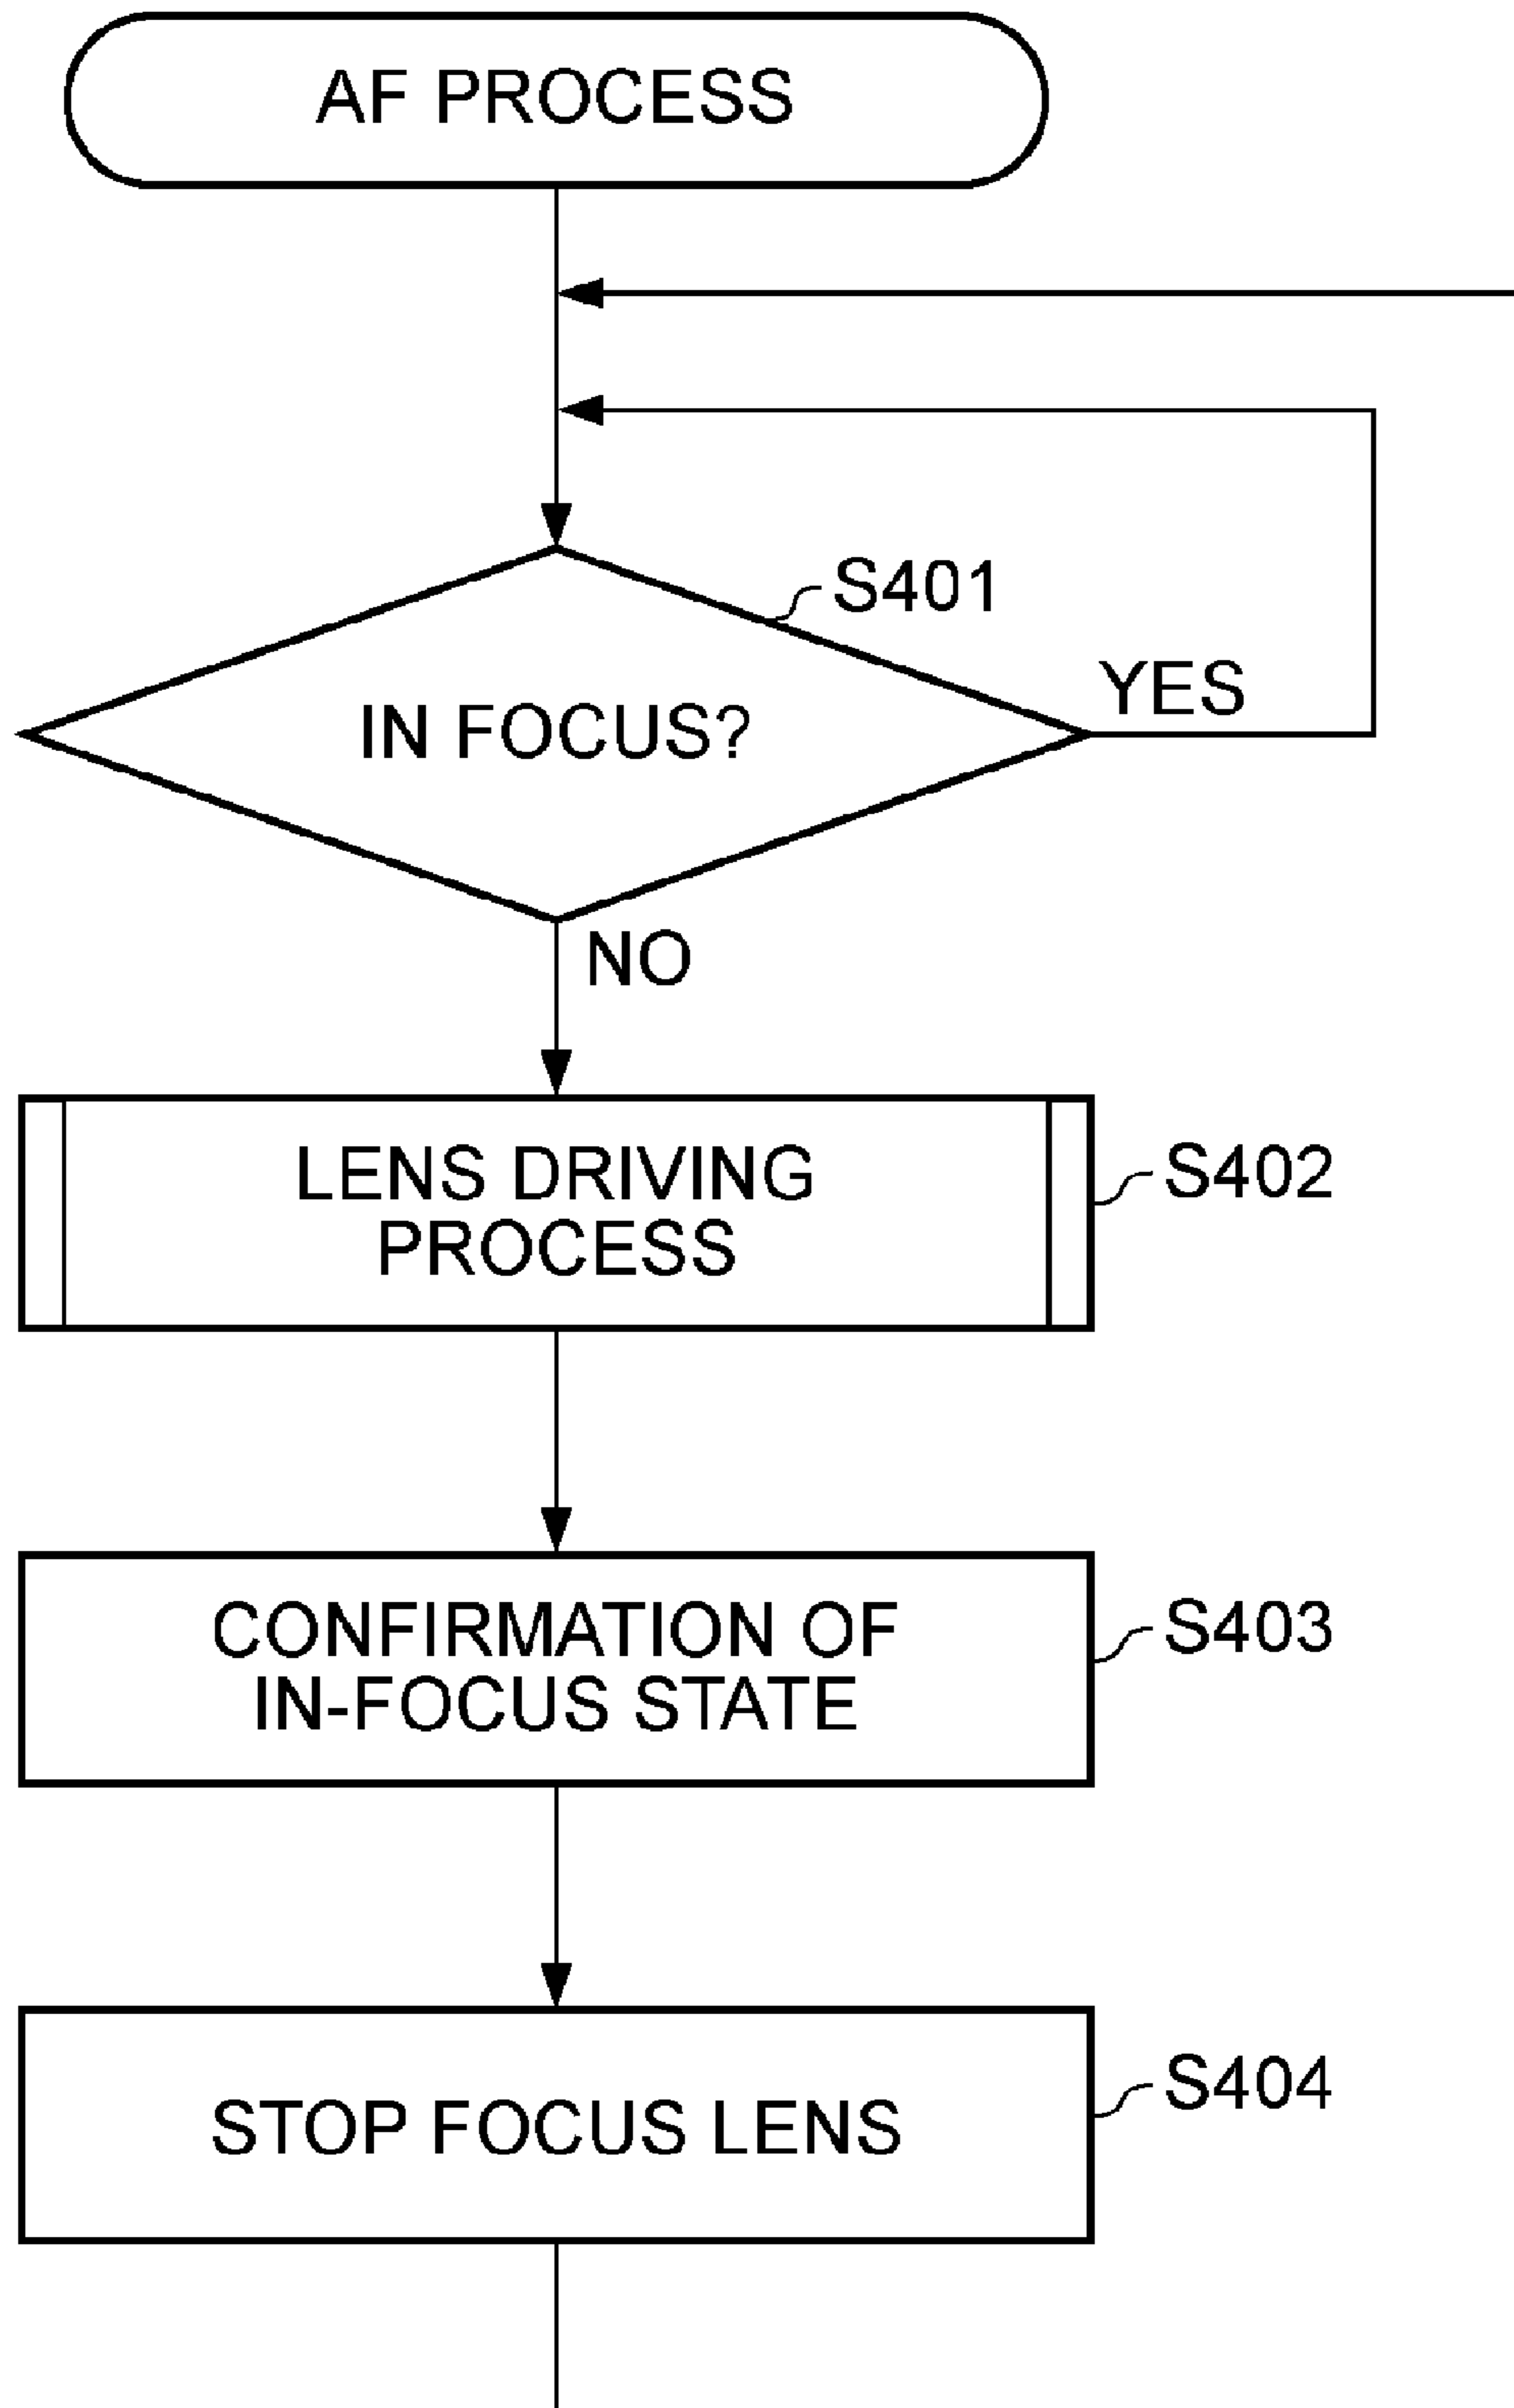 AF PROCESS
S401
YES
IN FOCUS?
NO
LENS DRIVING
PROCESS
S402
CONFIRMATION OF
IN-FOCUS STATE
S403
STOP FOCUS LENS
S404